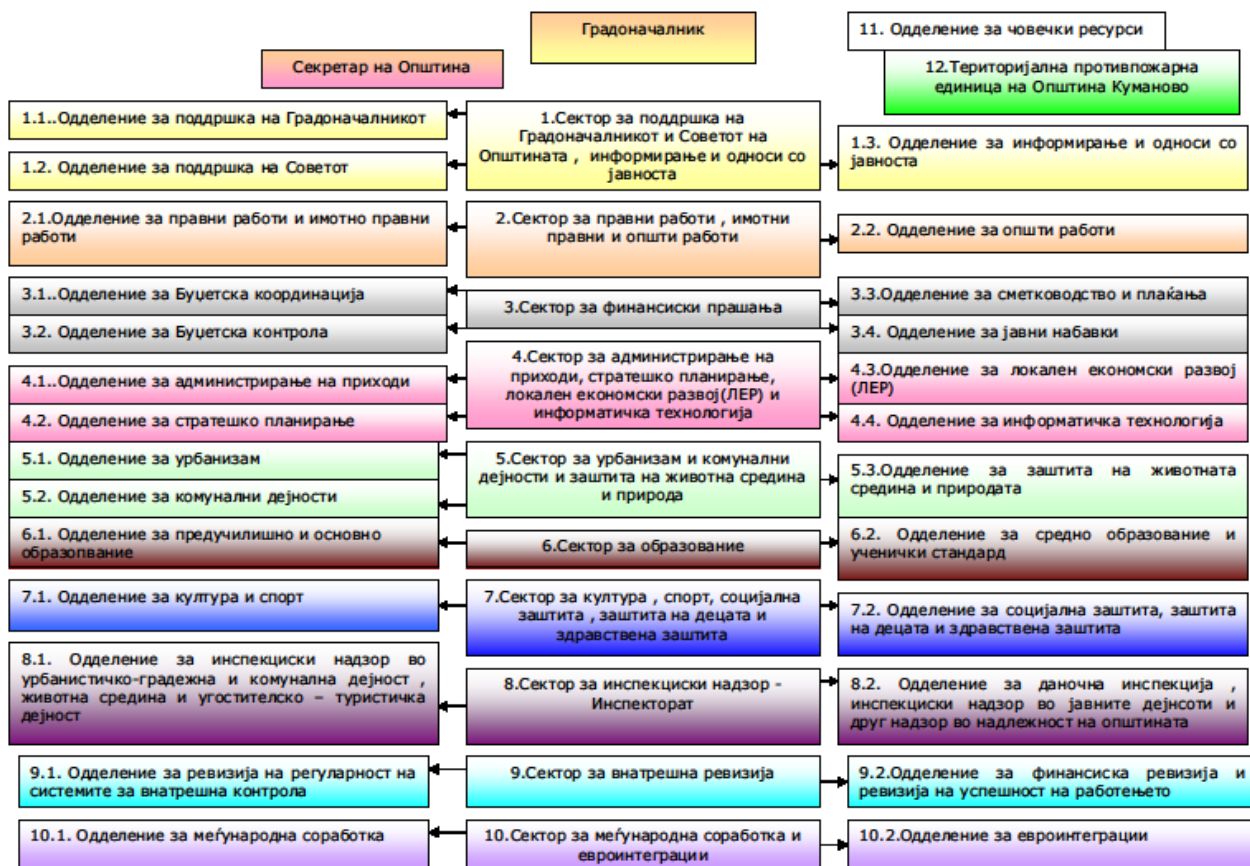 Градоначалник
11. Одделение за човечки ресурси
Секретар на Општина
12.Територијална противпожарна
единица на Општина Куманово
1.1..Одделение за поддршка на Градоначалникот
1.2. Одделение за поддршка на Советот
1.Сектор за поддршка на
Градоначалникот и Советот на
Општината , информирање и односи со
јавноста
1.3. Одделение за информирање и односи со
јавноста
2.1.Одделение за правни работи и имотно правни
работи
2.Сектор за правни работи , имотни
правни и општи работи
2.2. Одделение за општи работи
3.1..Одделение за Буџетска координација
3.2. Одделение за Буџетска контрола
3.Сектор за финансиски прашања
3.3.Одделение за сметководство и плаќања
3.4. Одделение за јавни набавки
4.1..Одделение за администрирање на приходи
4.2. Одделение за стратешко планирање
4.Сектор за администрирање на
приходи, стратешко планирање,
локален економски развој(ЛЕР) и
информатичка технологија
4.3.Одделение за локален економски развој
(ЛЕР)
4.4. Одделение за информатичка технологија
5.1. Одделение за урбанизам
5.2. Одделение за комунални дејности
5.Сектор за урбанизам и комунални
дејности и заштита на животна средина
и природа
5.3.Одделение за заштита на животната
средина и природата
6.1. Одделение за предучилишно и основно
образопвание
6.Сектор за образование
6.2. Одделение за средно образование и
ученички стандард
7.1. Одделение за култура и спорт
7.Сектор за култура , спорт, социјална
заштита , заштита на децата и
здравствена заштита
7.2. Одделение за социјална заштита, заштита
на децата и здравствена заштита
8.1. Одделение за инспекциски надзор во
урбанистичко-градежна и комунална дејност ,
животна средина и угостителско – туристичка
дејност
8.Сектор за инспекциски надзор -
Инспекторат
8.2. Одделение за даночна инспекција ,
инспекциски надзор во јавните дејнсоти и
друг надзор во надлежност на општината
9.1. Одделение за ревизија на регуларност на
системите за внатрешна контрола
9.Сектор за внатрешна ревизија
9.2.Одделение за финансиска ревизија и
ревизија на успешност на работењето
10.1. Одделение за меѓународна соработка
10.Сектор за меѓународна соработка и
евроинтеграции
10.2.Одделение за евроинтеграции